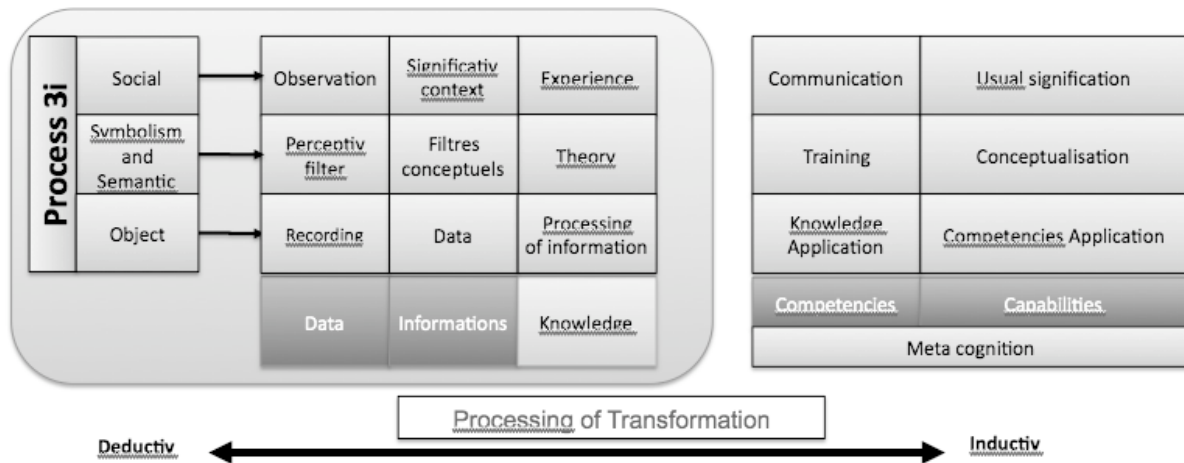 Process 3i
Social
Observation
Significativ
context
Experience
Communication
Usual signification
Symbolism
and
Semantic
Perceptiv
filter
Filtres
conceptuels
Theory
Training
Conceptualisation
Object
Recording
Data
Processing
of information
Knowledge
Application
Competencies Application
Data
Informations
Knowledge
Competencies
Capabilities
Meta cognition
Processing of Transformation
Deductiv
Inductiv